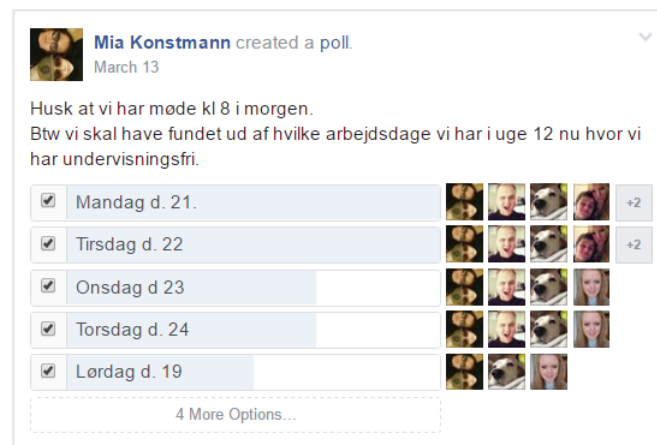 Mia Konstmann created a poll.
March 13
Husk at vi har møde kl 8 i morgen.
Btw vi skal have fundet ud af hvilke arbejdsdage vi har i uge 12 nu hvor vi
har undervisningsfri.
Mandag d. 21.
+2
Tirsdag d. 22
+2
Onsdag d 23
Torsdag d. 24
Lørdag d. 19
4 More Options...